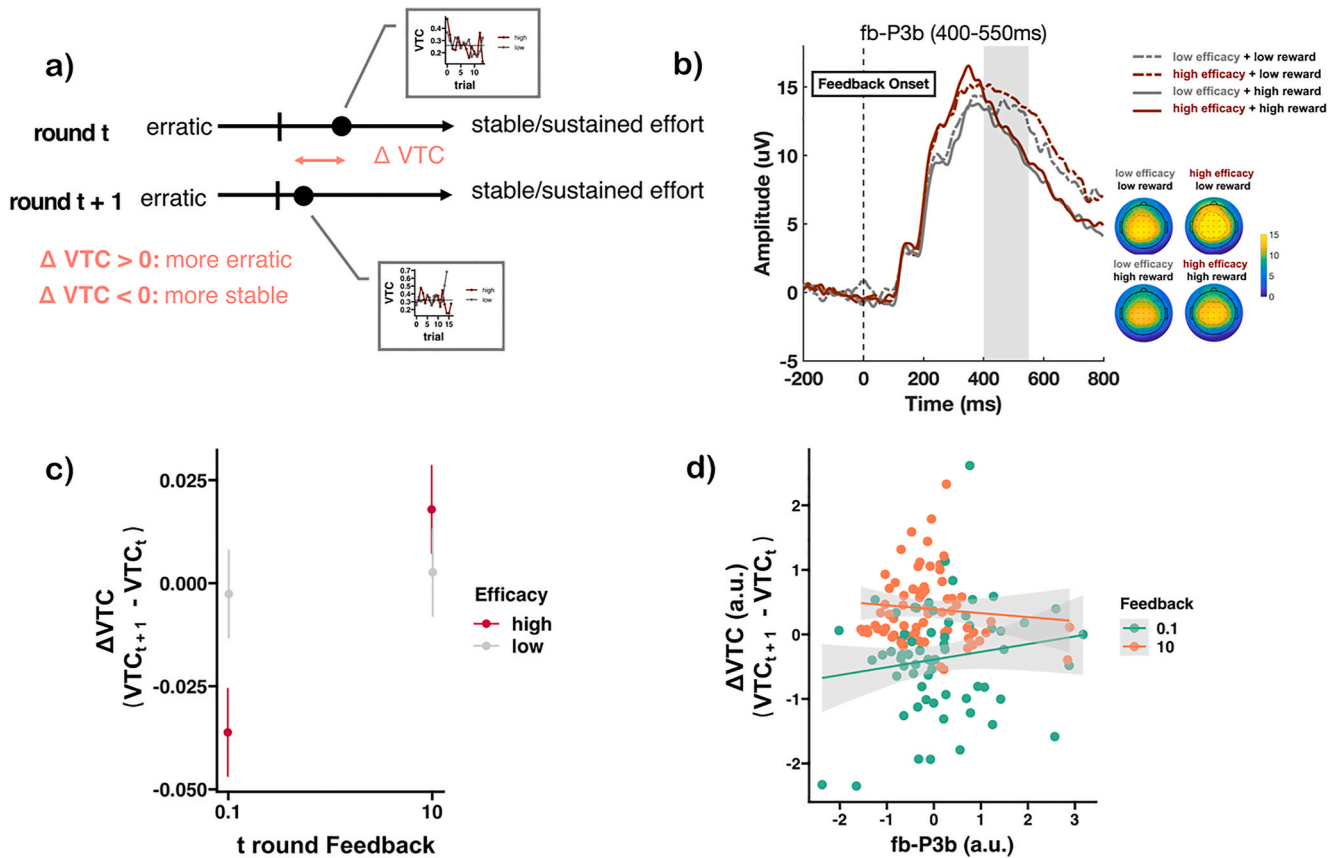 a)
VTC
0.4
0.3
0.2
0 5 10
trial
high
low
round t
erratic
stable/sustained effort
Δ VTC
round t + 1
erratic
stable/sustained effort
Δ VTC > 0: more erratic
Δ VTC < 0: more stable
VTC
0.7
0.6
0.5
0.4
0.3
0.2
0 5 10 15
trial
high
low
b)
fb-P3b (400-550ms)
Feedback Onset
Amplitude (uV)
15
10
5
0
-5
-200 0 200 400 600 800
Time (ms)
low efficacy + low reward
high efficacy + low reward
low efficacy + high reward
high efficacy + high reward
low efficacy
low reward
high efficacy
low reward
low efficacy
high reward
high efficacy
high reward
15
10
5
0
c)
ΔVTC
(VTCt + 1 - VTCt)
0.025
0.000
-0.025
-0.050
0.1 10
t round Feedback
Efficacy
high
low
d)
ΔVTC (a.u.)
(VTCt + 1 - VTCt)
2
1
0
-1
-2
-2 -1 0 1 2 3
fb-P3b (a.u.)
Feedback
0.1
10